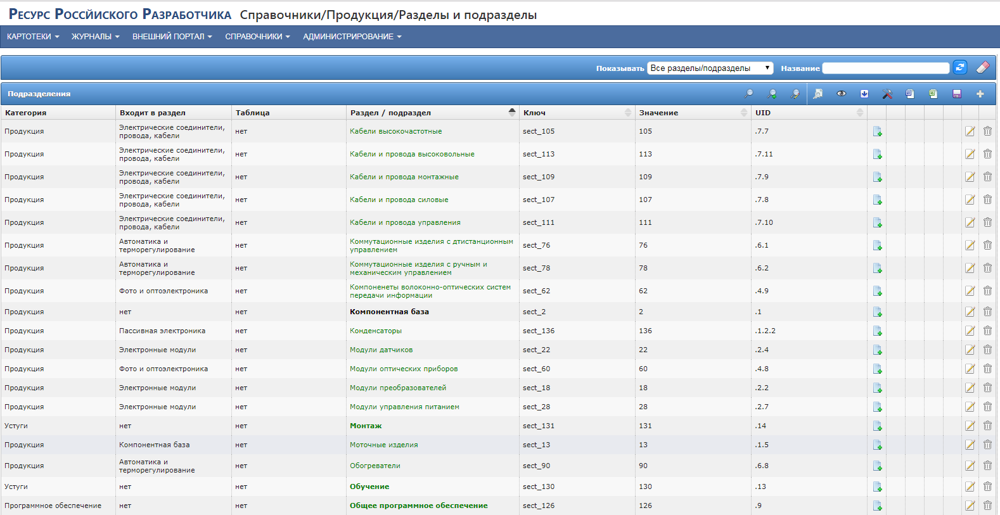 Ресурс Российского Разработчика Справочники/Продукция/Разделы и подразделы
КАРТОТЕКИ ЖУРНАЛЫ ВНЕШНИЙ ПОРТАЛ СПРАВОЧНИКИ АДМИНИСТРИРОВАНИЕ
Показывать Все разделы/подразделы Название
Подразделения
Категория Входит в раздел Таблица Раздел / подраздел Ключ Значение UID
Продукция Электрические соединители, провода, кабели нет Кабели высокочастотные sect_105 105 .7.7
Продукция Электрические соединители, провода, кабели нет Кабели и провода высоковольные sect_113 113 .7.11
Продукция Электрические соединители, провода, кабели нет Кабели и провода монтажные sect_109 109 .7.9
Продукция Электрические соединители, провода, кабели нет Кабели и провода силовые sect_107 107 .7.8
Продукция Электрические соединители, провода, кабели нет Кабели и провода управления sect_111 111 .7.10
Продукция Автоматика и терморегулирование нет Коммутационные изделия с дтистанционным управлением sect_76 76 .6.1
Продукция Автоматика и терморегулирование нет Коммутационные изделия с ручным и механическим управлением sect_78 78 .6.2
Продукция Фото и оптоэлектроника нет Компоненеты волоконно-оптических систем передачи информации sect_62 62 .4.9
Продукция нет нет Компонентная база sect_2 2 .1
Продукция Пассивная электроника нет Конденсаторы sect_136 136 .1.2.2
Продукция Электронные модули нет Модули датчиков sect_22 22 .2.4
Продукция Фото и оптоэлектроника нет Модули оптических приборов sect_60 60 .4.8
Продукция Электронные модули нет Модули преобразователей sect_18 18 .2.2
Продукция Электронные модули нет Модули управления питанием sect_28 28 .2.7
Услуги нет нет Монтаж sect_131 131 .14
Продукция Компонентная база нет Моточные изделия sect_13 13 .1.5
Продукция Автоматика и терморегулирование нет Обогреватели sect_90 90 .6.8
Услуги нет нет Обучение sect_130 130 .13
Программное обеспечение нет нет Общее программное обеспечение sect_126 126 .9